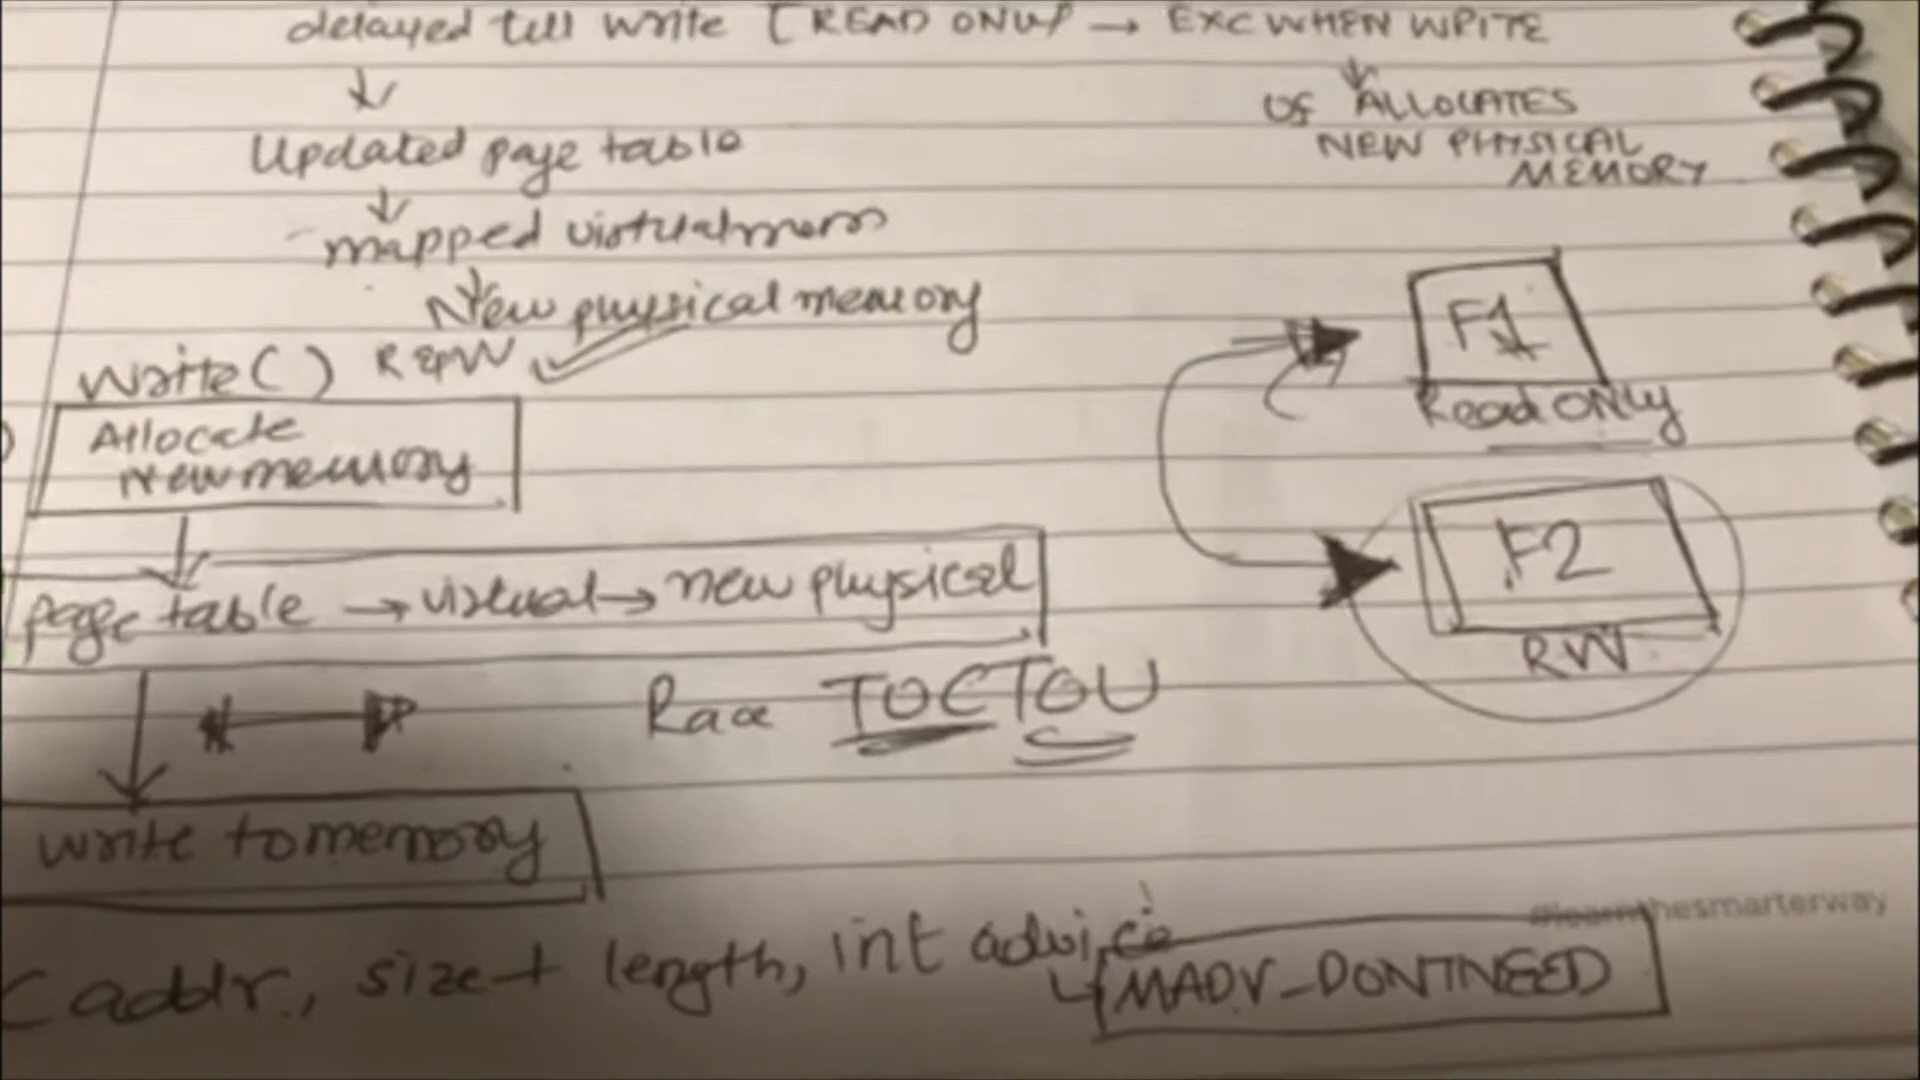 delayed till write [READ ONLY] → EXC WHEN WRITE
OS ALLOCATES
NEW PHYSICAL
MEMORY
Updated page table
mapped virtual mem
New physical memory
F1
Read ONly
Write() R&W
Allocate
New memory
page table → virtual → new physical
F2
RW
Race TOCTOU
write to memory
#learnthesmarterway
( addr, size_t length, int advice
MADV_DONTNEED